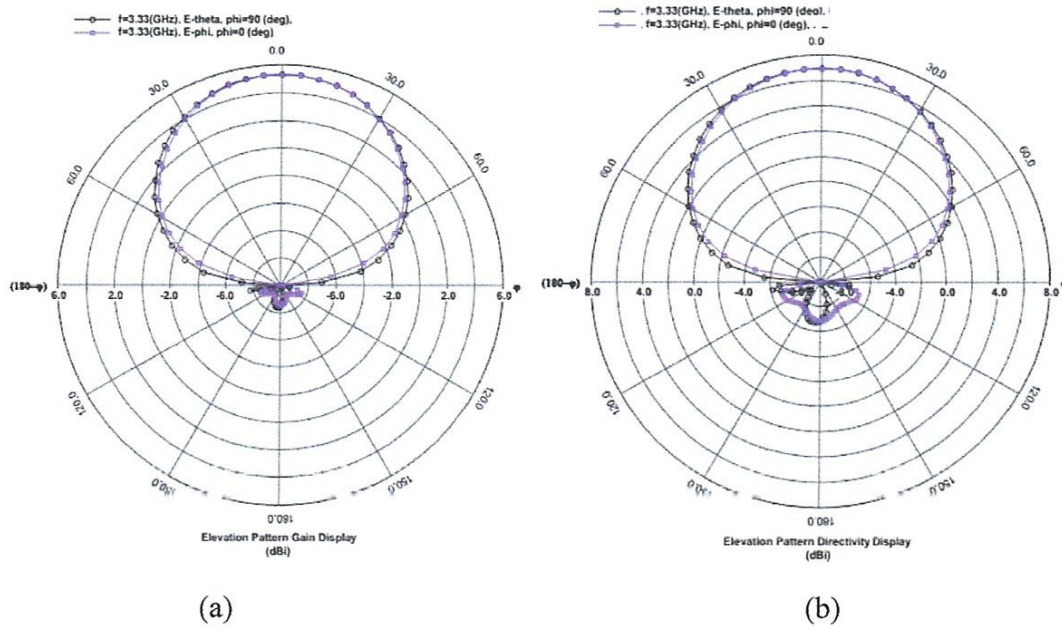 f=3.33(GHz), E-theta, phi=90 (deg),
f=3.33(GHz), E-phi, phi=0 (deg)
0.0
30.0 30.0
60.0 60.0
(180-φ) φ
6.0 2.0 -2.0 -6.0 -6.0 -2.0 2.0 6.0
120.0 120.0
150.0
180.0
Elevation Pattern Gain Display
(dBi)
(a)
f=3.33(GHz), E-theta, phi=90 (deg),
f=3.33(GHz), E-phi, phi=0 (deg),
0.0
30.0 30.0
60.0 60.0
(180-φ)
8.0 4.0 0.0 -4.0 -8.0 -4.0 0.0 4.0 8.0
120.0 120.0
150.0
180.0
Elevation Pattern Directivity Display
(dBi)
(b)